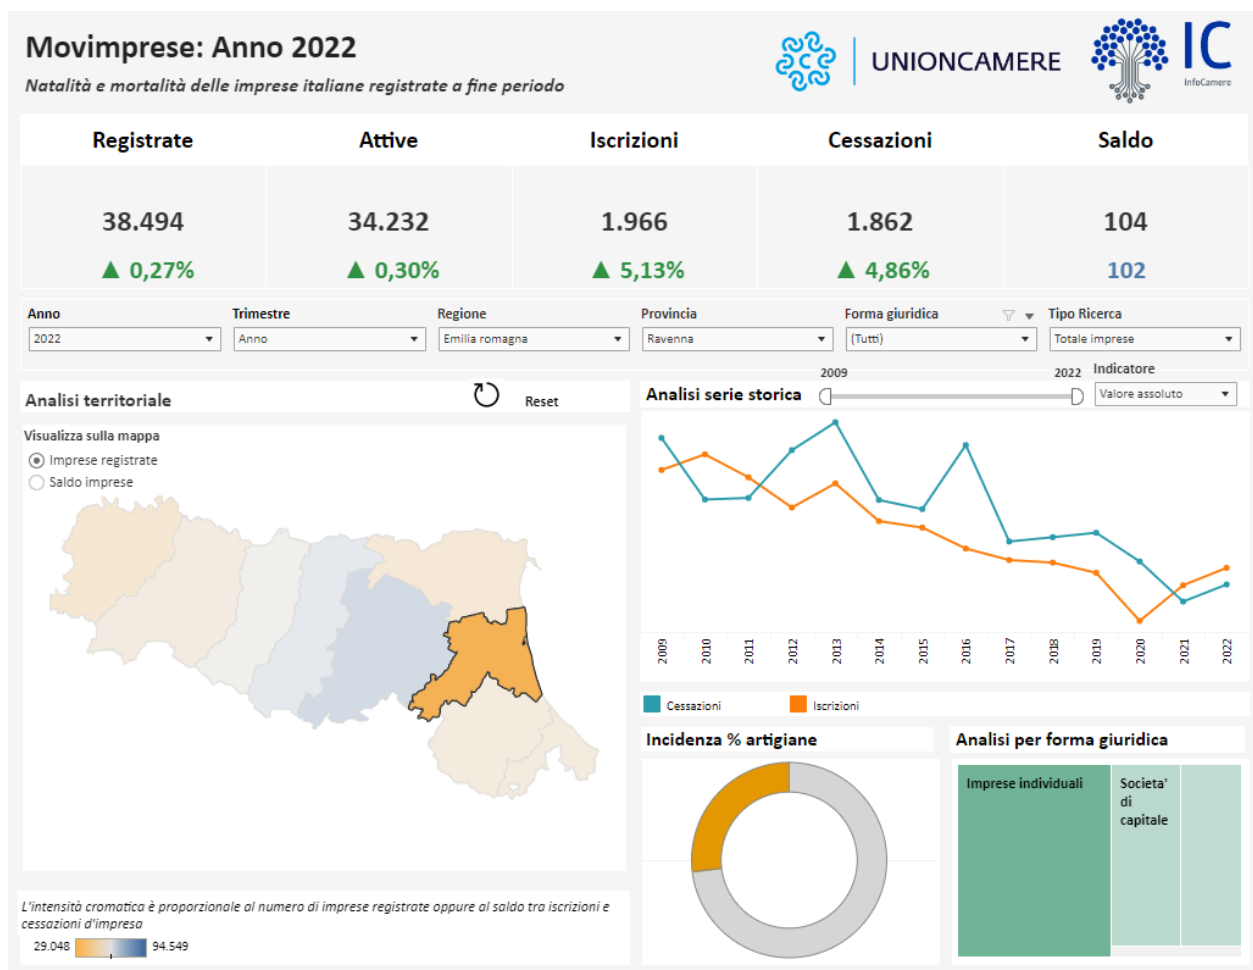 Movimprese: Anno 2022
Natalità e mortalità delle imprese italiane registrate a fine periodo
UNIONCAMERE
IC
InfoCamere
Registrate
Attive
Iscrizioni
Cessazioni
Saldo
38.494
34.232
1.966
1.862
104
▲ 0,27%
▲ 0,30%
▲ 5,13%
▲ 4,86%
102
Anno
Trimestre
Regione
Provincia
Forma giuridica
Tipo Ricerca
2022
Anno
Emilia romagna
Ravenna
(Tutti)
Totale imprese
Analisi territoriale
Reset
Visualizza sulla mappa
Imprese registrate
Saldo imprese
L'intensità cromatica è proporzionale al numero di imprese registrate oppure al saldo tra iscrizioni e
cessazioni d'impresa
29.048
94.549
Analisi serie storica
2009
2022
Indicatore
Valore assoluto
2009
2010
2011
2012
2013
2014
2015
2016
2017
2018
2019
2020
2021
2022
Cessazioni
Iscrizioni
Incidenza % artigiane
Analisi per forma giuridica
Imprese individuali
Societa'
di
capitale